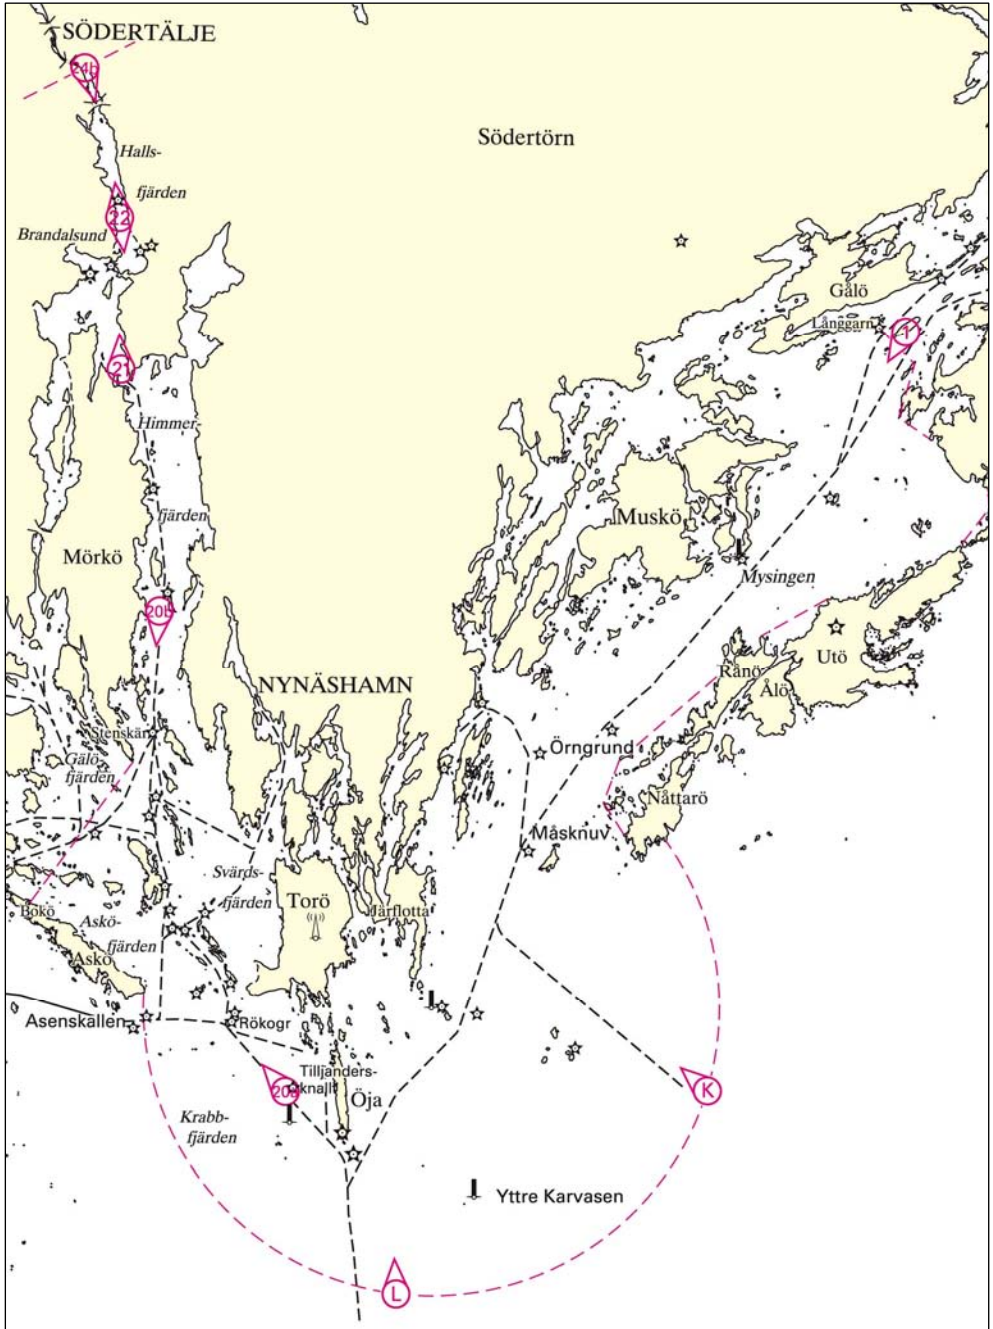 SÖDERTÄLJE
24b
Södertörn
Halls-
fjärden
22
Brandalsund
Gålö
Långgarn
1
21
Himmer-
fjärden
Muskö
Mörkö
Mysingen
20b
Utö
Rånö
Ålö
NYNÄSHAMN
Stenskär
Örngrund
Gälö
fjärden
Nåttarö
Måsknuv
Svärds-
fjärden
Torö
Järflotta
Bokö
Askö-
fjärden
Askö
Asenskallen
Rökogr
Tilljanders-
knall
20a
Öja
K
Krabb-
fjärden
Yttre Karvasen
L